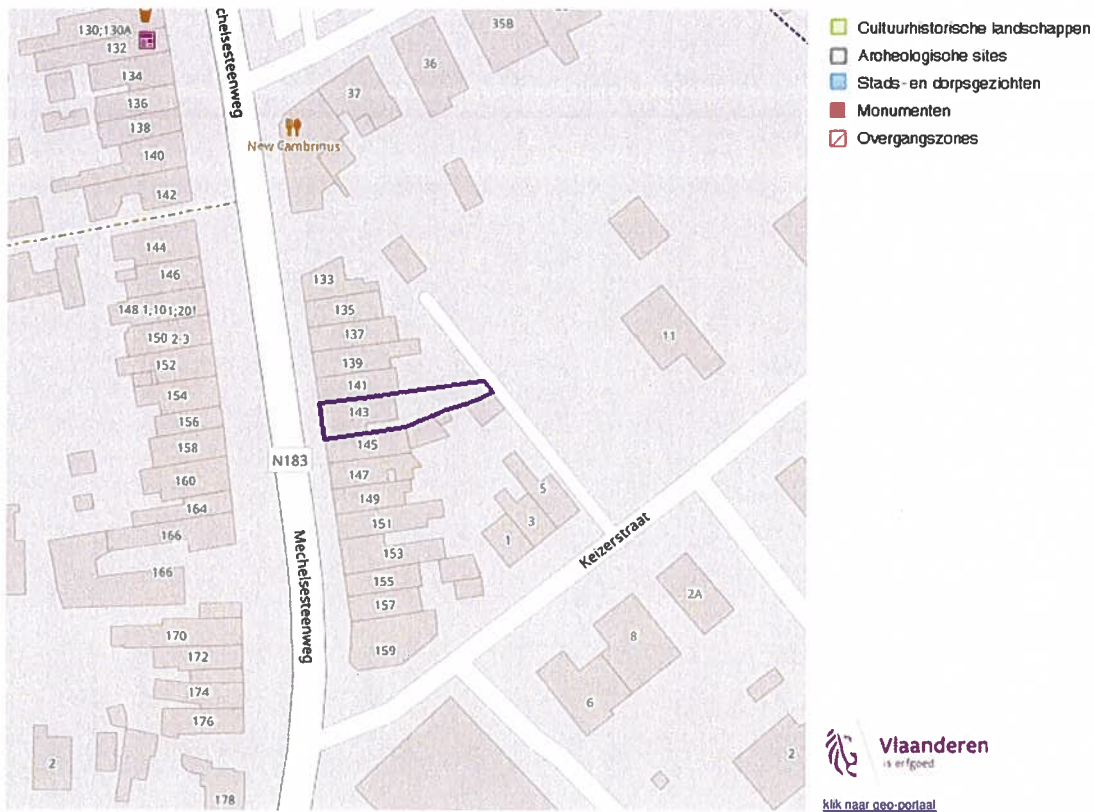 130;130A
132
134
136
138
140
142
144
146
148 1;101;201
150 2-3
152
154
156
158
160
164
166
166
170
172
174
176
178
2
chelsesteenweg
New Cambrinus
37
36
35B
133
135
137
139
141
143
145
147
149
151
153
155
157
159
N183
Mechelsesteenweg
11
5
3
1
Keizerstraat
2A
8
6
2
Cultuurhistorische landschappen
Archeologische sites
Stads- en dorpsgezichten
Monumenten
Overgangszones
Vlaanderen
is erfgoed
klik naar geo-portaal